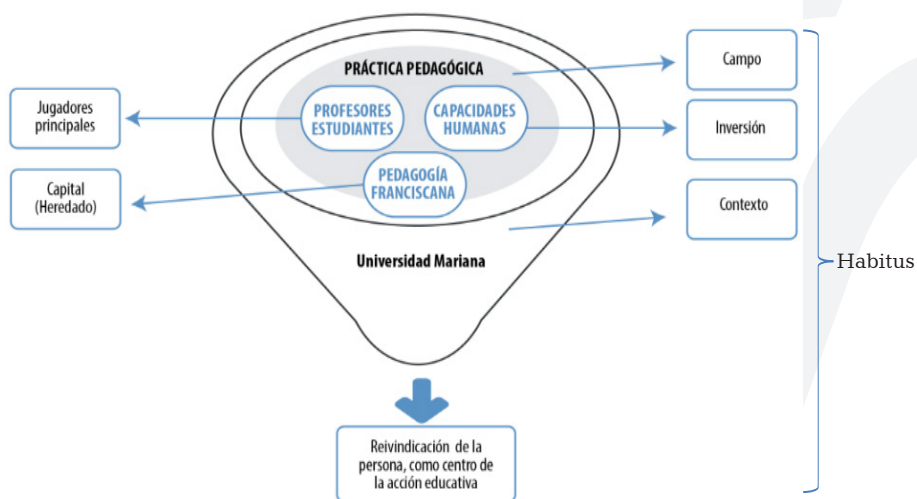 PRÁCTICA PEDAGÓGICA
Campo
Jugadores
principales
PROFESORES
ESTUDIANTES
CAPACIDADES
HUMANAS
Inversión
PEDAGOGÍA
FRANCISCANA
Capital
(Heredado)
Contexto
Universidad Mariana
Habitus
Reivindicación de la
persona, como centro de
la acción educativa